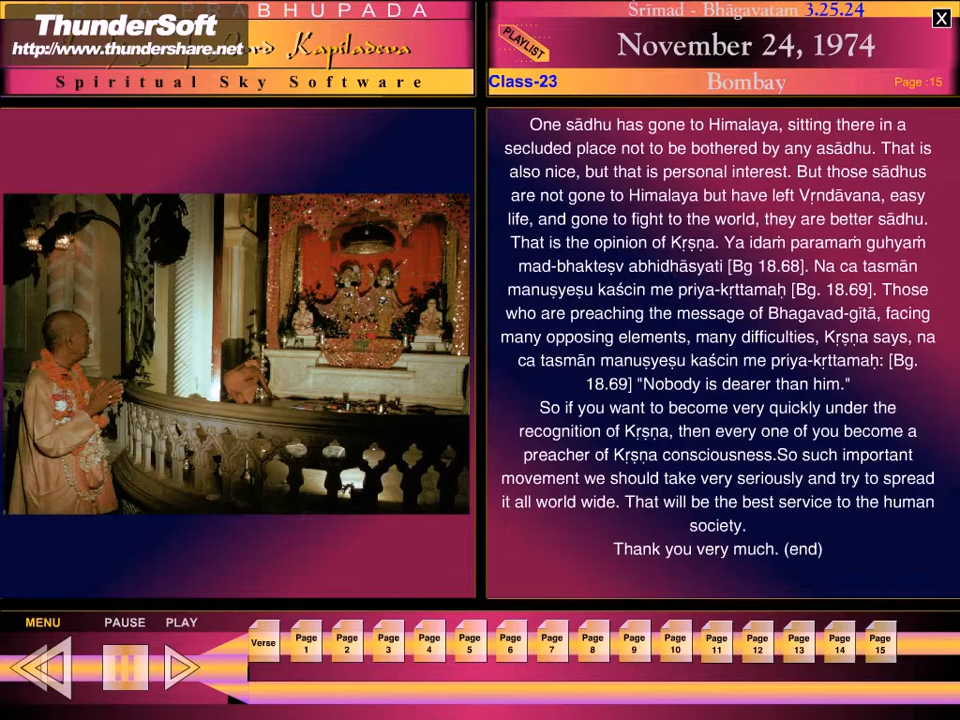 SRILA PRABHUPADA
ThunderSoft
http://www.thundershare.net
Lord Kapiladeva
Spiritual Sky Software
Śrīmad - Bhāgavatam 3.25.24
PLAYLIST
November 24, 1974
X
Class-23
Bombay
Page :15
One sādhu has gone to Himalaya, sitting there in a
secluded place not to be bothered by any asādhu. That is
also nice, but that is personal interest. But those sādhus
are not gone to Himalaya but have left Vṛndāvana, easy
life, and gone to fight to the world, they are better sādhu.
That is the opinion of Kṛṣṇa. Ya idaṁ paramaṁ guhyaṁ
mad-bhakteṣv abhidhāsyati [Bg 18.68]. Na ca tasmān
manuṣyeṣu kaścin me priya-kṛttamaḥ [Bg. 18.69]. Those
who are preaching the message of Bhagavad-gītā, facing
many opposing elements, many difficulties, Kṛṣṇa says, na
ca tasmān manuṣyeṣu kaścin me priya-kṛttamaḥ: [Bg.
18.69] "Nobody is dearer than him."
So if you want to become very quickly under the
recognition of Kṛṣṇa, then every one of you become a
preacher of Kṛṣṇa consciousness.So such important
movement we should take very seriously and try to spread
it all world wide. That will be the best service to the human
society.
Thank you very much. (end)
MENU PAUSE PLAY
Verse
Page 1
Page 2
Page 3
Page 4
Page 5
Page 6
Page 7
Page 8
Page 9
Page 10
Page 11
Page 12
Page 13
Page 14
Page 15